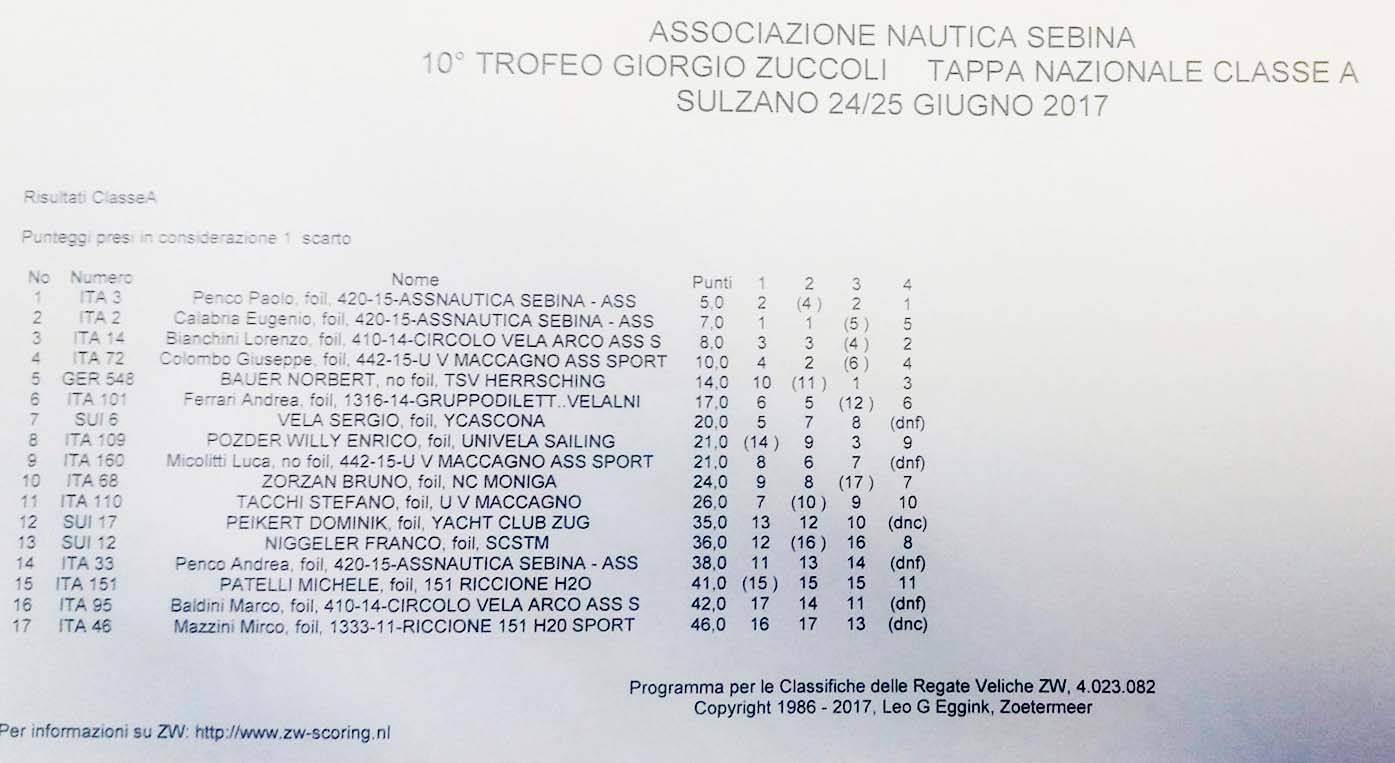 ASSOCIAZIONE NAUTICA SEBINA
10° TROFEO GIORGIO ZUCCOLI TAPPA NAZIONALE CLASSE A
SULZANO 24/25 GIUGNO 2017
Risultati ClasseA
Punteggi presi in considerazione 1 scarto
No Numero Nome Punti 1 2 3 4
1 ITA 3 Penco Paolo, foil, 420-15-ASSNAUTICA SEBINA - ASS 5,0 2 (4) 2 1
2 ITA 2 Calabria Eugenio, foil, 420-15-ASSNAUTICA SEBINA - ASS 7,0 1 1 (5) 5
3 ITA 14 Bianchini Lorenzo, foil, 410-14-CIRCOLO VELA ARCO ASS S 8,0 3 3 (4) 2
4 ITA 72 Colombo Giuseppe, foil, 442-15-U V MACCAGNO ASS SPORT 10,0 4 2 (6) 4
5 GER 548 BAUER NORBERT, no foil, TSV HERRSCHING 14,0 10 (11) 1 3
6 ITA 101 Ferrari Andrea, foil, 1316-14-GRUPPODILETT..VELALNI 17,0 6 5 (12) 6
7 SUI 6 VELA SERGIO, foil, YCASCONA 20,0 5 7 8 (dnf)
8 ITA 109 POZDER WILLY ENRICO, foil, UNIVELA SAILING 21,0 (14) 9 3 9
9 ITA 160 Micolitti Luca, no foil, 442-15-U V MACCAGNO ASS SPORT 21,0 8 6 7 (dnf)
10 ITA 68 ZORZAN BRUNO, foil, NC MONIGA 24,0 9 8 (17) 7
11 ITA 110 TACCHI STEFANO, foil, U V MACCAGNO 26,0 7 (10) 9 10
12 SUI 17 PEIKERT DOMINIK, foil, YACHT CLUB ZUG 35,0 13 12 10 (dnc)
13 SUI 12 NIGGELER FRANCO, foil, SCSTM 36,0 12 (16) 16 8
14 ITA 33 Penco Andrea, foil, 420-15-ASSNAUTICA SEBINA - ASS 38,0 11 13 14 (dnf)
15 ITA 151 PATELLI MICHELE, foil, 151 RICCIONE H2O 41,0 (15) 15 15 11
16 ITA 95 Baldini Marco, foil, 410-14-CIRCOLO VELA ARCO ASS S 42,0 17 14 11 (dnf)
17 ITA 46 Mazzini Mirco, foil, 1333-11-RICCIONE 151 H20 SPORT 46,0 16 17 13 (dnc)
Programma per le Classifiche delle Regate Veliche ZW, 4.023.082
Copyright 1986 - 2017, Leo G Eggink, Zoetermeer
Per informazioni su ZW: http://www.zw-scoring.nl